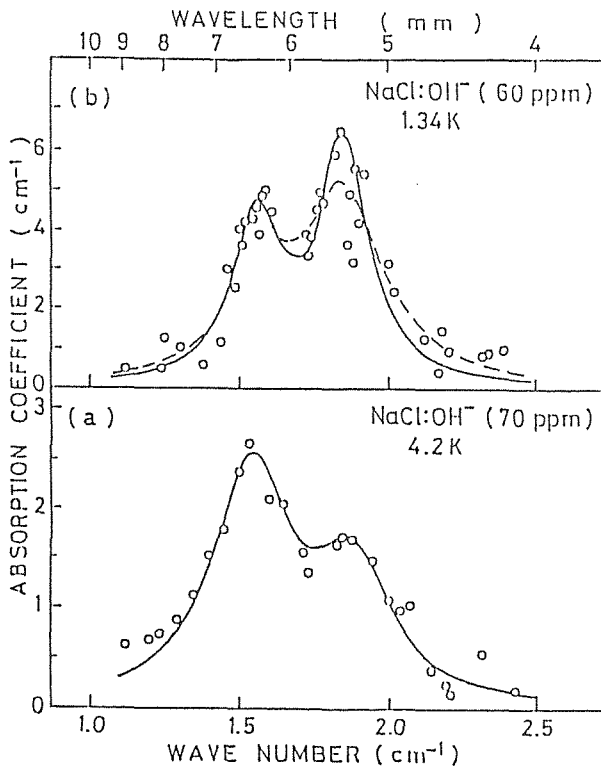 WAVELENGTH ( mm )
10 9 8 7 6 5 4
(b) NaCl:OH⁻ ( 60 ppm )
1.34 K
6
4
2
0
ABSORPTION COEFFICIENT ( cm⁻¹ )
3
(a) NaCl:OH⁻ (70 ppm )
4.2 K
2
1
0
1.0 1.5 2.0 2.5
WAVE NUMBER ( cm⁻¹ )